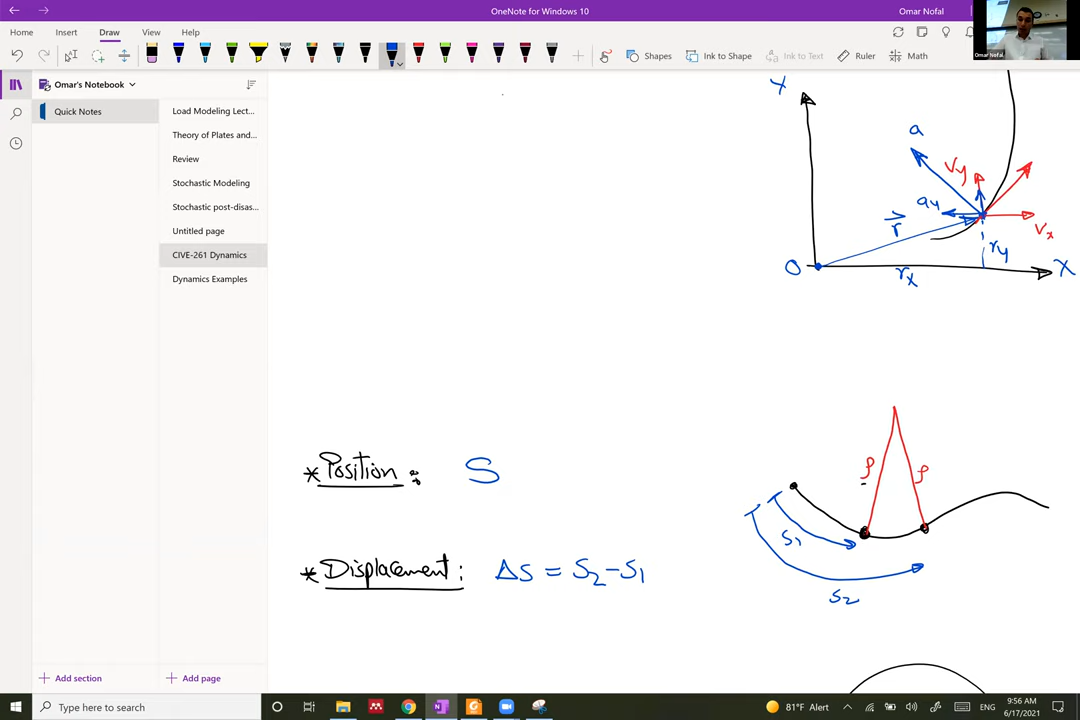 OneNote for Windows 10
Omar Nofal
Home Insert Draw View Help
Shapes Ink to Shape Ink to Text Ruler Math
Omar Nofal
Omar's Notebook
Quick Notes
Load Modeling Lect...
Theory of Plates and...
Review
Stochastic Modeling
Stochastic post-disas...
Untitled page
CIVE-261 Dynamics
Dynamics Examples
Y
a
Vy
ay
r
Vx
ry
O
rx
X
*Position: S
ρ ρ
S1
*Displacement: ΔS = S2-S1
S2
Add section
Add page
Type here to search
81°F Alert
ENG
9:56 AM
6/17/2021